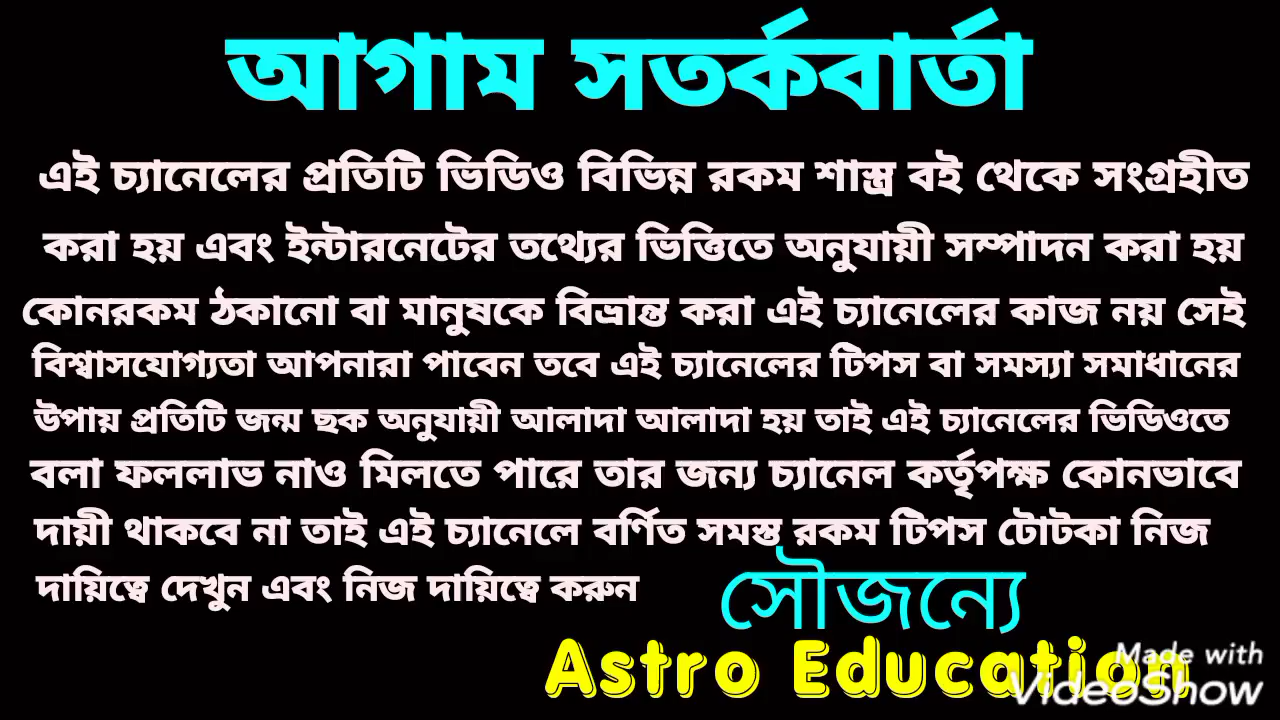 আগাম সতর্কবার্তা
এই চ্যানেলের প্রতিটি ভিডিও বিভিন্ন রকম শাস্ত্র বই থেকে সংগ্রহীত
করা হয় এবং ইন্টারনেটের তথ্যের ভিত্তিতে অনুযায়ী সম্পাদন করা হয়
কোনরকম ঠকানো বা মানুষকে বিভ্রান্ত করা এই চ্যানেলের কাজ নয় সেই
বিশ্বাসযোগ্যতা আপনারা পাবেন তবে এই চ্যানেলের টিপস বা সমস্যা সমাধানের
উপায় প্রতিটি জন্ম ছক অনুযায়ী আলাদা আলাদা হয় তাই এই চ্যানেলের ভিডিওতে
বলা ফললাভ নাও মিলতে পারে তার জন্য চ্যানেল কর্তৃপক্ষ কোনভাবে
দায়ী থাকবে না তাই এই চ্যানেলে বর্ণিত সমস্ত রকম টিপস টোটকা নিজ
দায়িত্বে দেখুন এবং নিজ দায়িত্বে করুন
সৌজন্যে
Astro Education
Made with
VideoShow